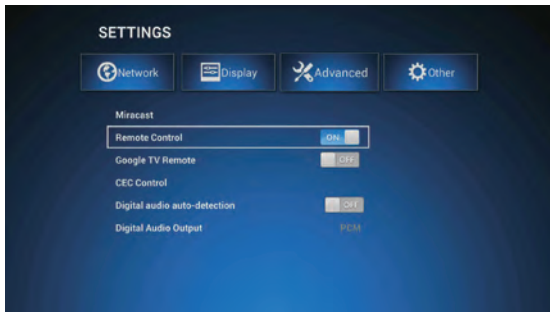 SETTINGS
Network Display Advanced Other
Miracast
Remote Control ON
Google TV Remote OFF
CEC Control
Digital audio auto-detection OFF
Digital Audio Output PCM